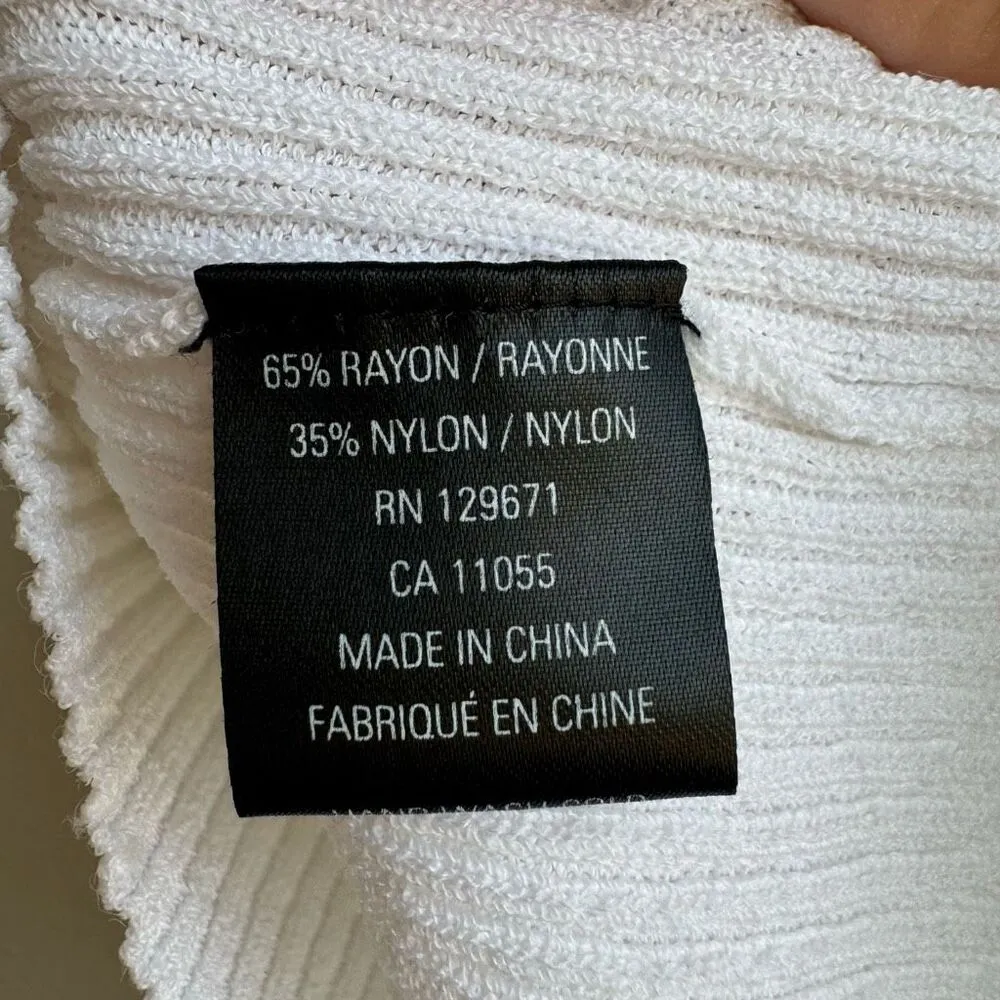 65% RAYON / RAYONNE
35% NYLON / NYLON
RN 129671
CA 11055
MADE IN CHINA
FABRIQUÉ EN CHINE